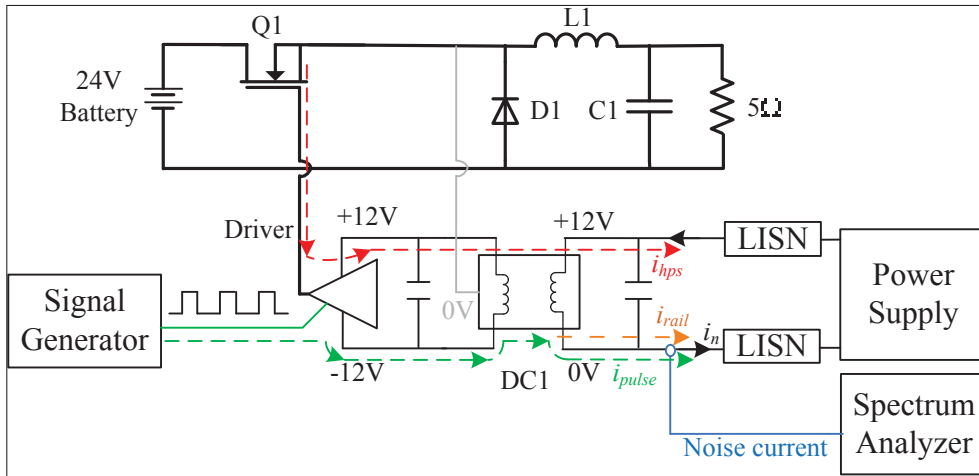 Q1
L1
24V
Battery
D1
C1
5Ω
Driver
+12V
+12V
LISN
i_hps
0V
Signal
Generator
Power
Supply
i_rail
i_n
LISN
-12V
DC1
0V
i_pulse
Noise current
Spectrum
Analyzer